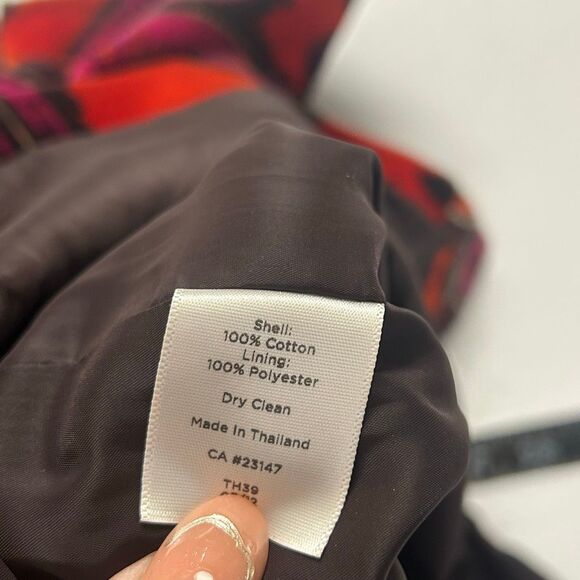 Shell:
100% Cotton
Lining:
100% Polyester
Dry Clean
Made In Thailand
CA #23147
TH39